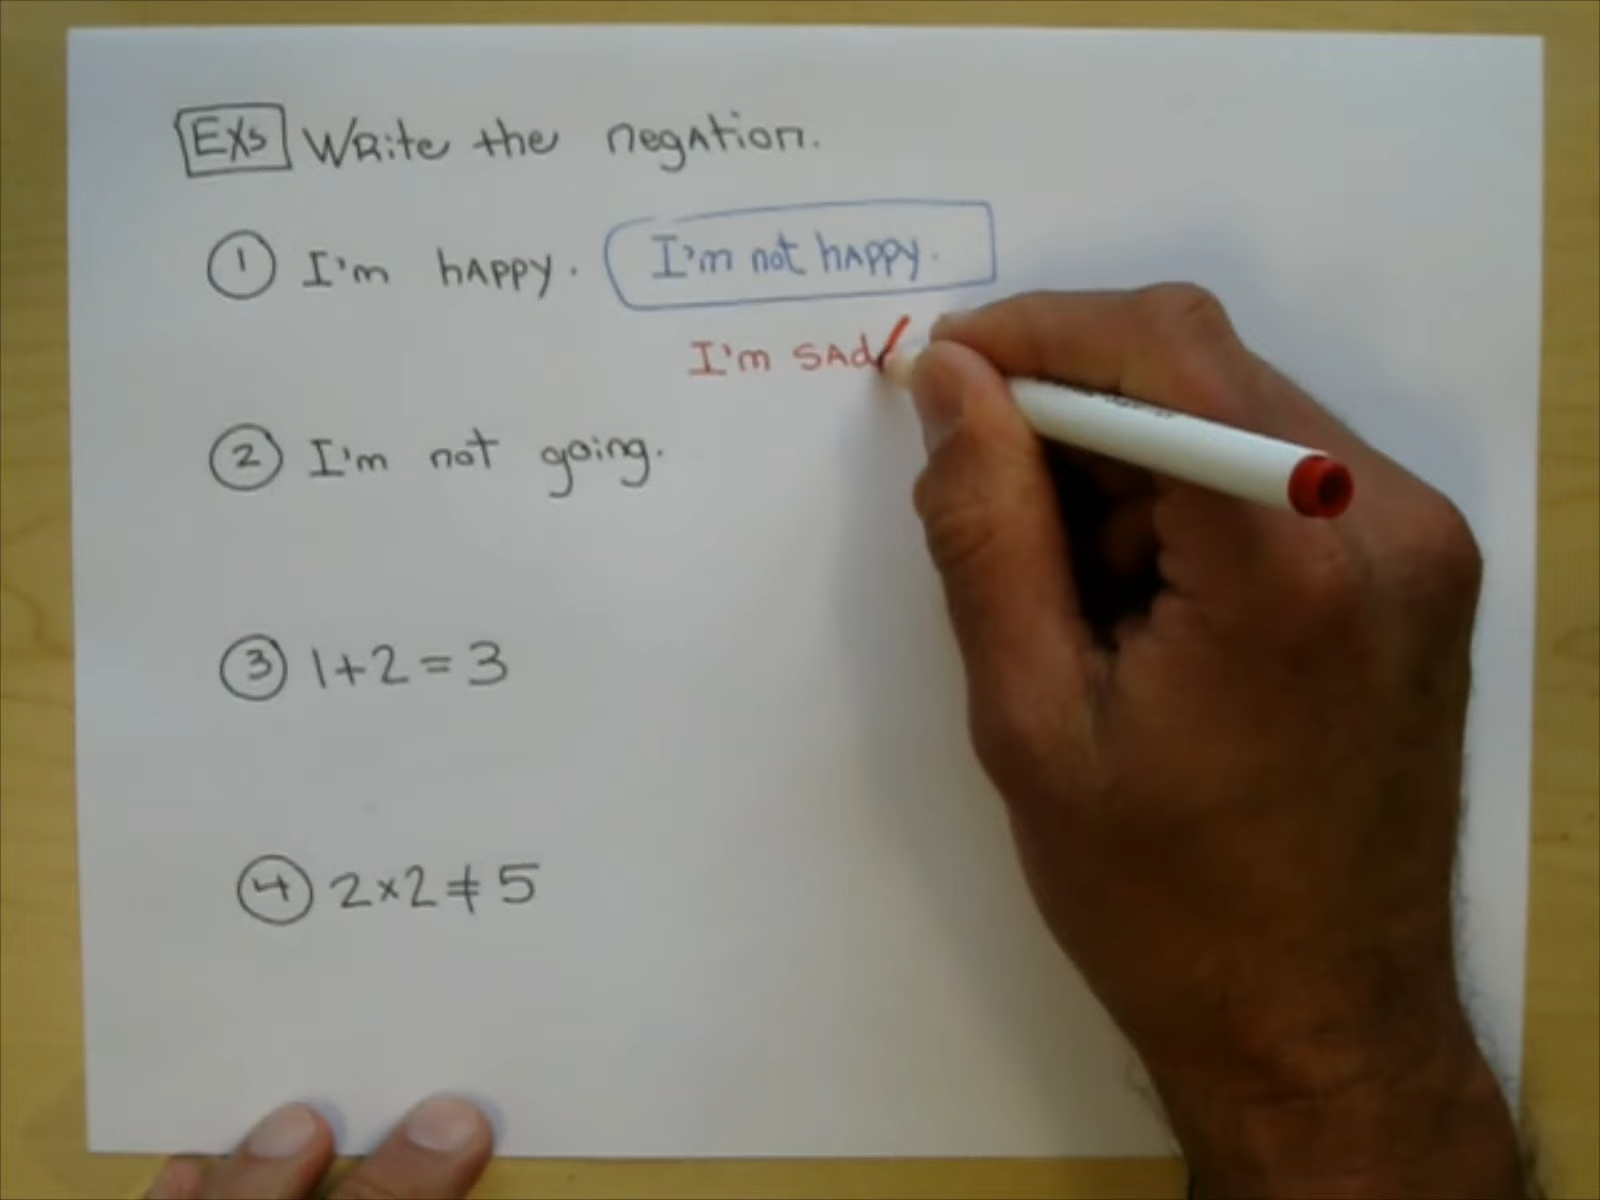 Exs Write the negation.
1 I'm happy. I'm not happy.
I'm sad
2 I'm not going.
3 1+2=3
4 2×2≠5